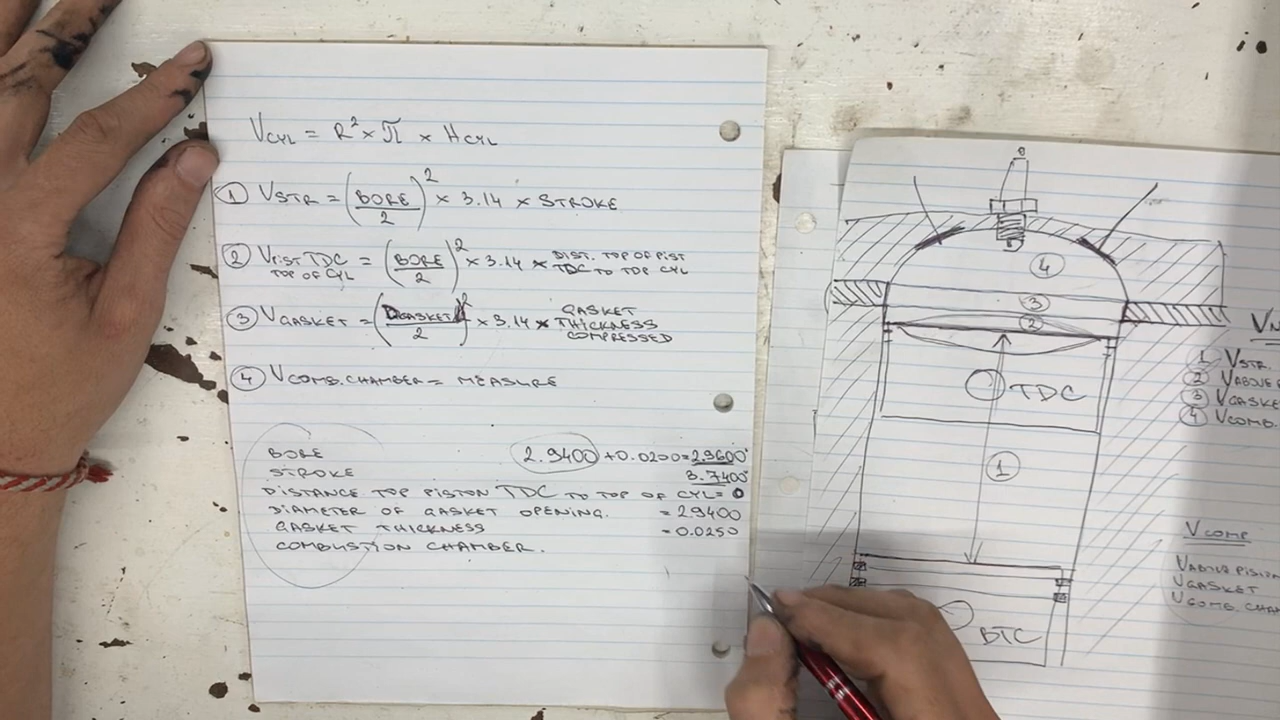 VCYL = R² × π × HCYL
① VSTR = (BORE/2)² × 3.14 × STROKE
② VPIST TDC TOP OF CYL = (BORE/2)² × 3.14 × DIST. TOP OF PIST TDC TO TOP CYL
③ VGASKET = (DGASKET/2)² × 3.14 × GASKET THICKNESS COMPRESSED
④ VCOMB.CHAMBER = MEASURE
BORE 2.9400 + 0.0200 = 2.9600"
STROKE 3.7400"
DISTANCE TOP PISTON TDC TO TOP OF CYL = 0
DIAMETER OF GASKET OPENING. = 2.9400
GASKET THICKNESS = 0.0250
COMBUSTION CHAMBER.
④
③
②
TDC
①
BTC
① VSTR.
②
③ VGASKE
④ VCOMB.
VCOMP
VGASKET
VCOMB. CHA